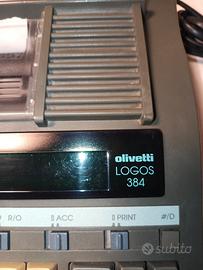 olivetti
LOGOS
384
R/O ACC PRINT #/D
subito